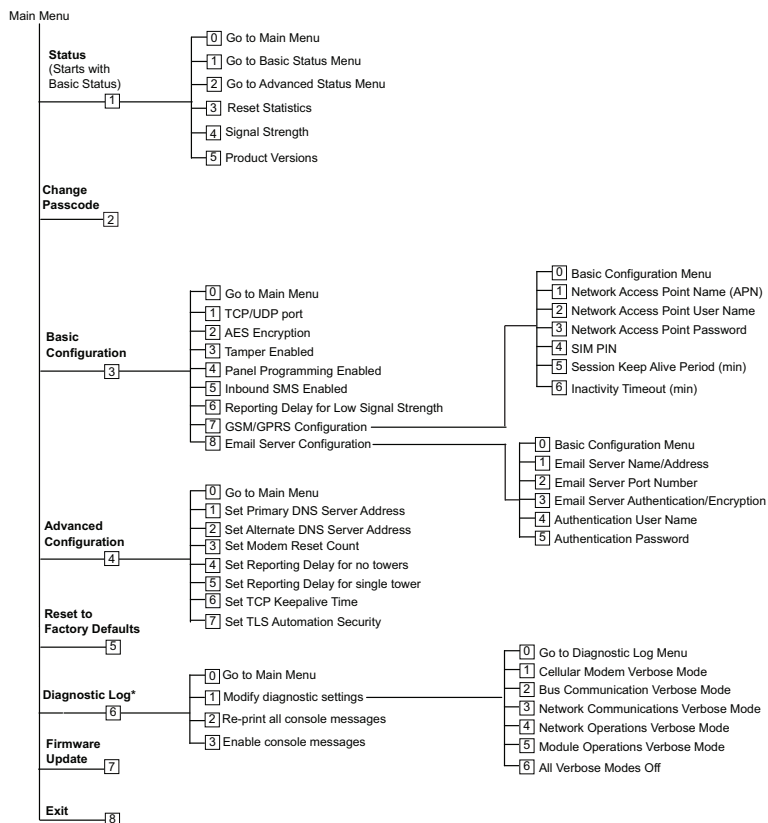 Main Menu
Status
(Starts with
Basic Status)
1
0 Go to Main Menu
1 Go to Basic Status Menu
2 Go to Advanced Status Menu
3 Reset Statistics
4 Signal Strength
5 Product Versions
Change
Passcode
2
Basic
Configuration
3
0 Go to Main Menu
1 TCP/UDP port
2 AES Encryption
3 Tamper Enabled
4 Panel Programming Enabled
5 Inbound SMS Enabled
6 Reporting Delay for Low Signal Strength
7 GSM/GPRS Configuration
8 Email Server Configuration
0 Basic Configuration Menu
1 Network Access Point Name (APN)
2 Network Access Point User Name
3 Network Access Point Password
4 SIM PIN
5 Session Keep Alive Period (min)
6 Inactivity Timeout (min)
0 Basic Configuration Menu
1 Email Server Name/Address
2 Email Server Port Number
3 Email Server Authentication/Encryption
4 Authentication User Name
5 Authentication Password
Advanced
Configuration
4
0 Go to Main Menu
1 Set Primary DNS Server Address
2 Set Alternate DNS Server Address
3 Set Modem Reset Count
4 Set Reporting Delay for no towers
5 Set Reporting Delay for single tower
6 Set TCP Keepalive Time
7 Set TLS Automation Security
Reset to
Factory Defaults
5
Diagnostic Log*
6
0 Go to Main Menu
1 Modify diagnostic settings
2 Re-print all console messages
3 Enable console messages
0 Go to Diagnostic Log Menu
1 Cellular Modem Verbose Mode
2 Bus Communication Verbose Mode
3 Network Communications Verbose Mode
4 Network Operations Verbose Mode
5 Module Operations Verbose Mode
6 All Verbose Modes Off
Firmware
Update
7
Exit
8